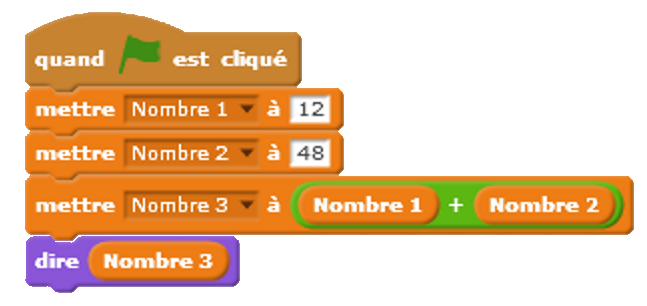 quand est cliqué
mettre Nombre 1 à 12
mettre Nombre 2 à 48
mettre Nombre 3 à Nombre 1 + Nombre 2
dire Nombre 3